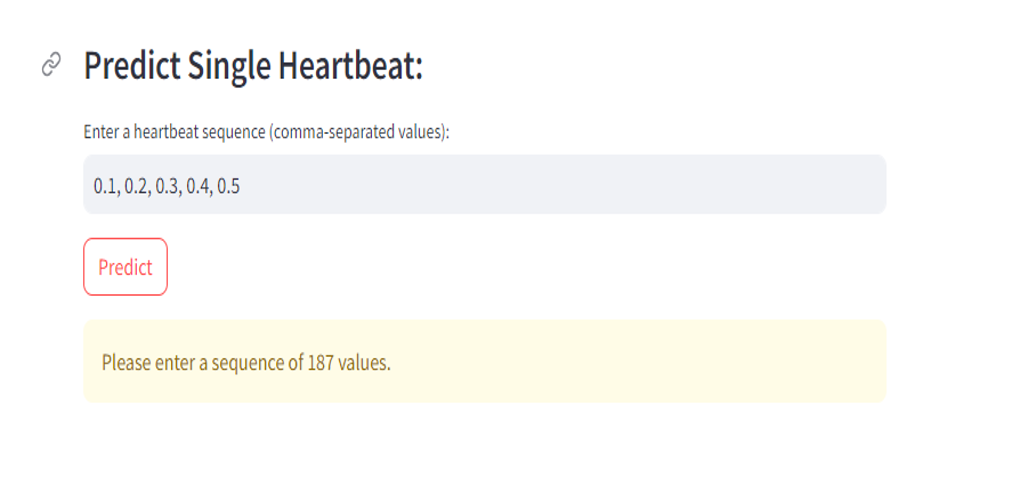 Predict Single Heartbeat:
Enter a heartbeat sequence (comma-separated values):
0.1, 0.2, 0.3, 0.4, 0.5
Predict
Please enter a sequence of 187 values.